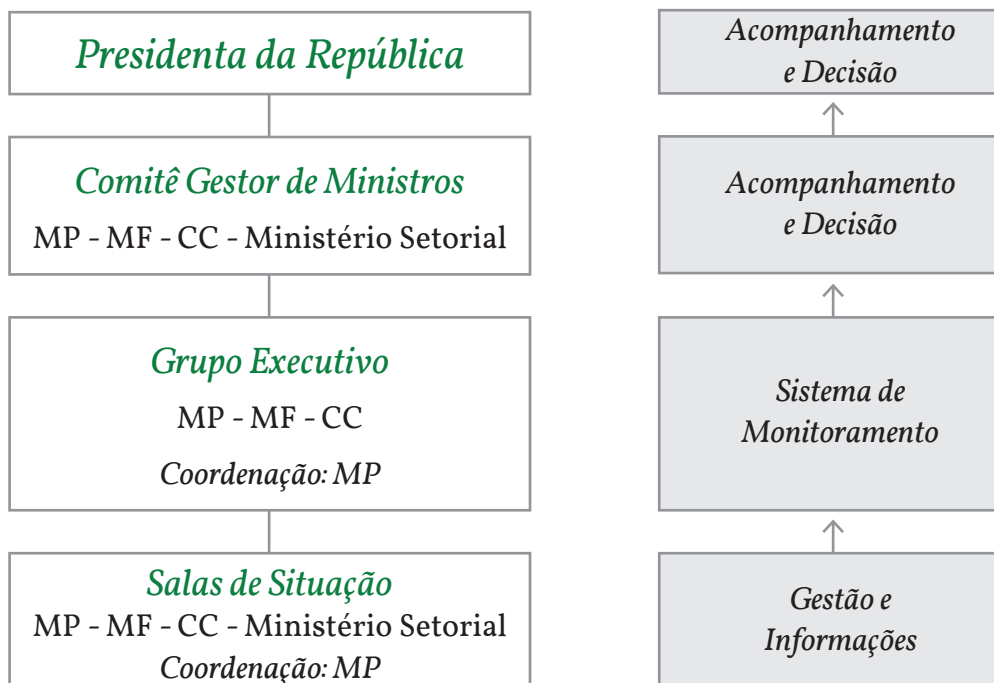 Presidenta da República
Acompanhamento
e Decisão
Comitê Gestor de Ministros
MP - MF - CC - Ministério Setorial
Acompanhamento
e Decisão
Grupo Executivo
MP - MF - CC
Coordenação: MP
Sistema de
Monitoramento
Salas de Situação
MP - MF - CC - Ministério Setorial
Coordenação: MP
Gestão e
Informações